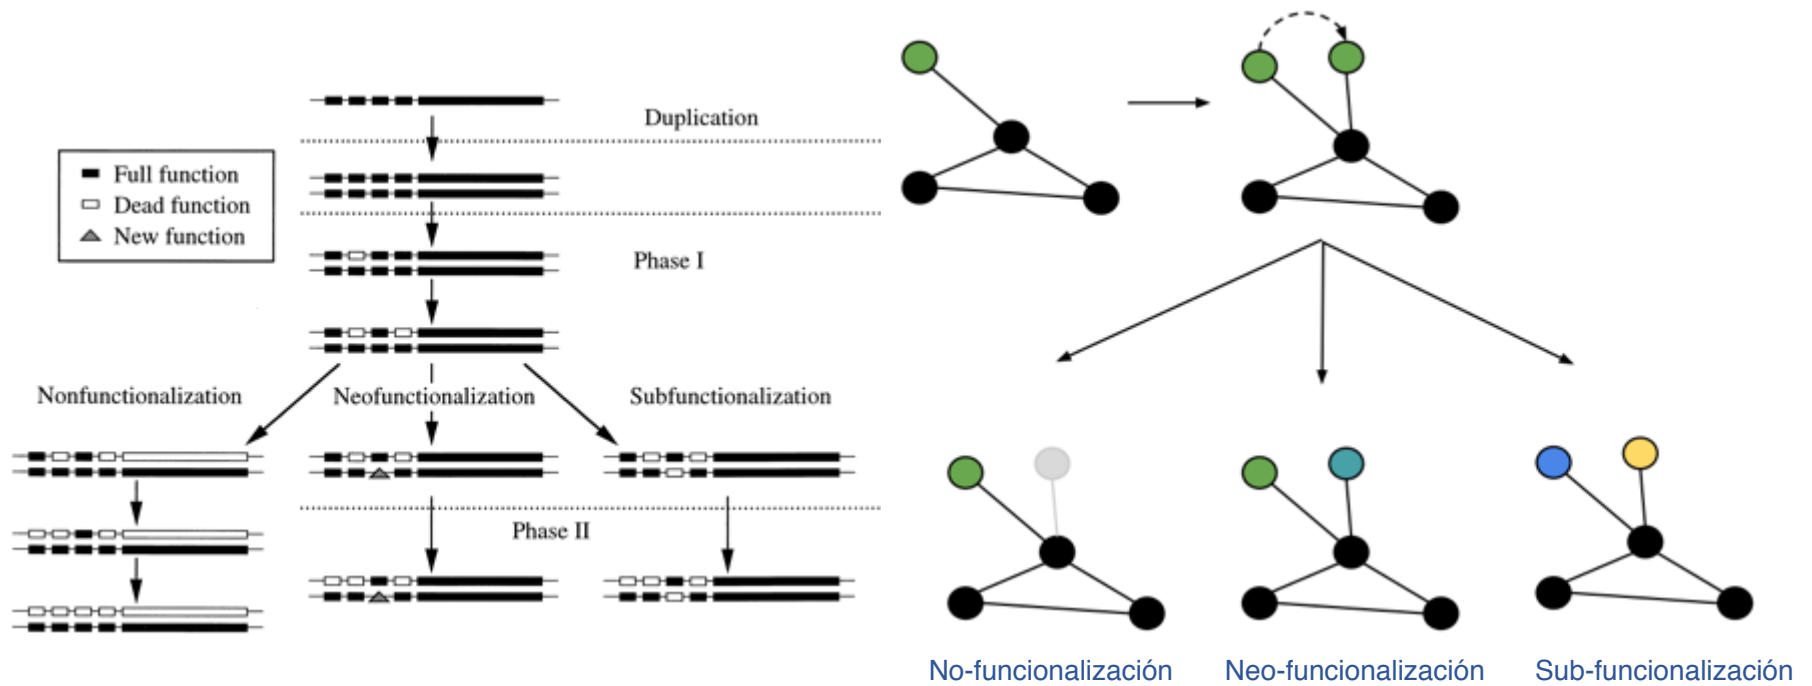 Duplication
Full function
Dead function
New function
Phase I
Nonfunctionalization
Neofunctionalization
Subfunctionalization
Phase II
No-funcionalización
Neo-funcionalización
Sub-funcionalización